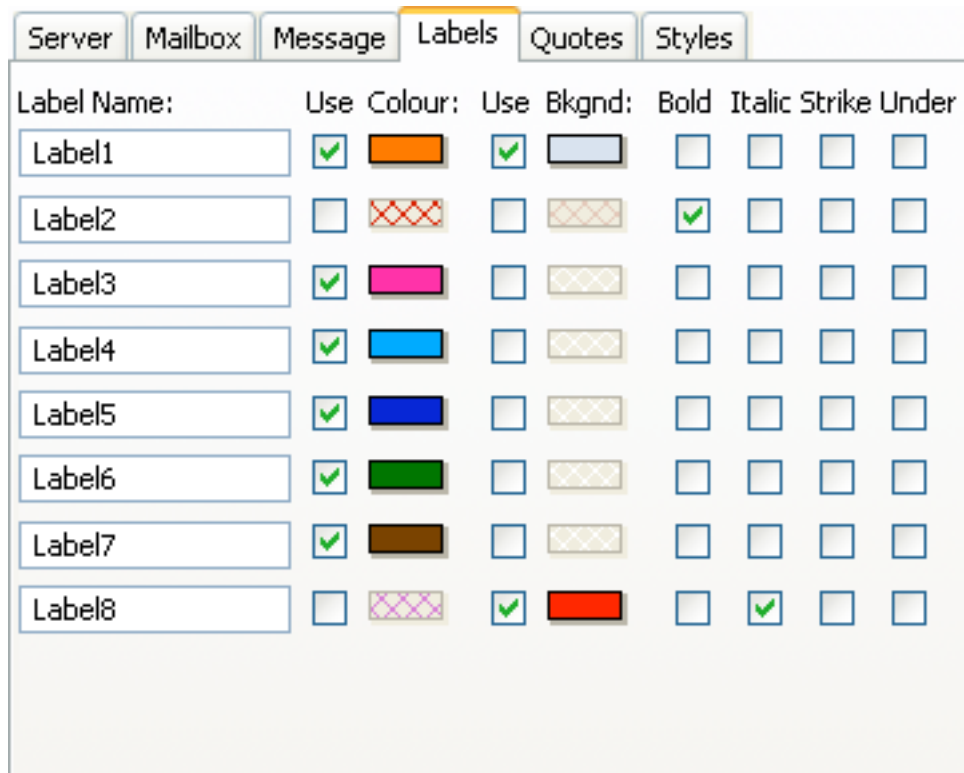 Server Mailbox Message Labels Quotes Styles
Label Name: Use Colour: Use Bkgnd: Bold Italic Strike Under
Label1
Label2
Label3
Label4
Label5
Label6
Label7
Label8